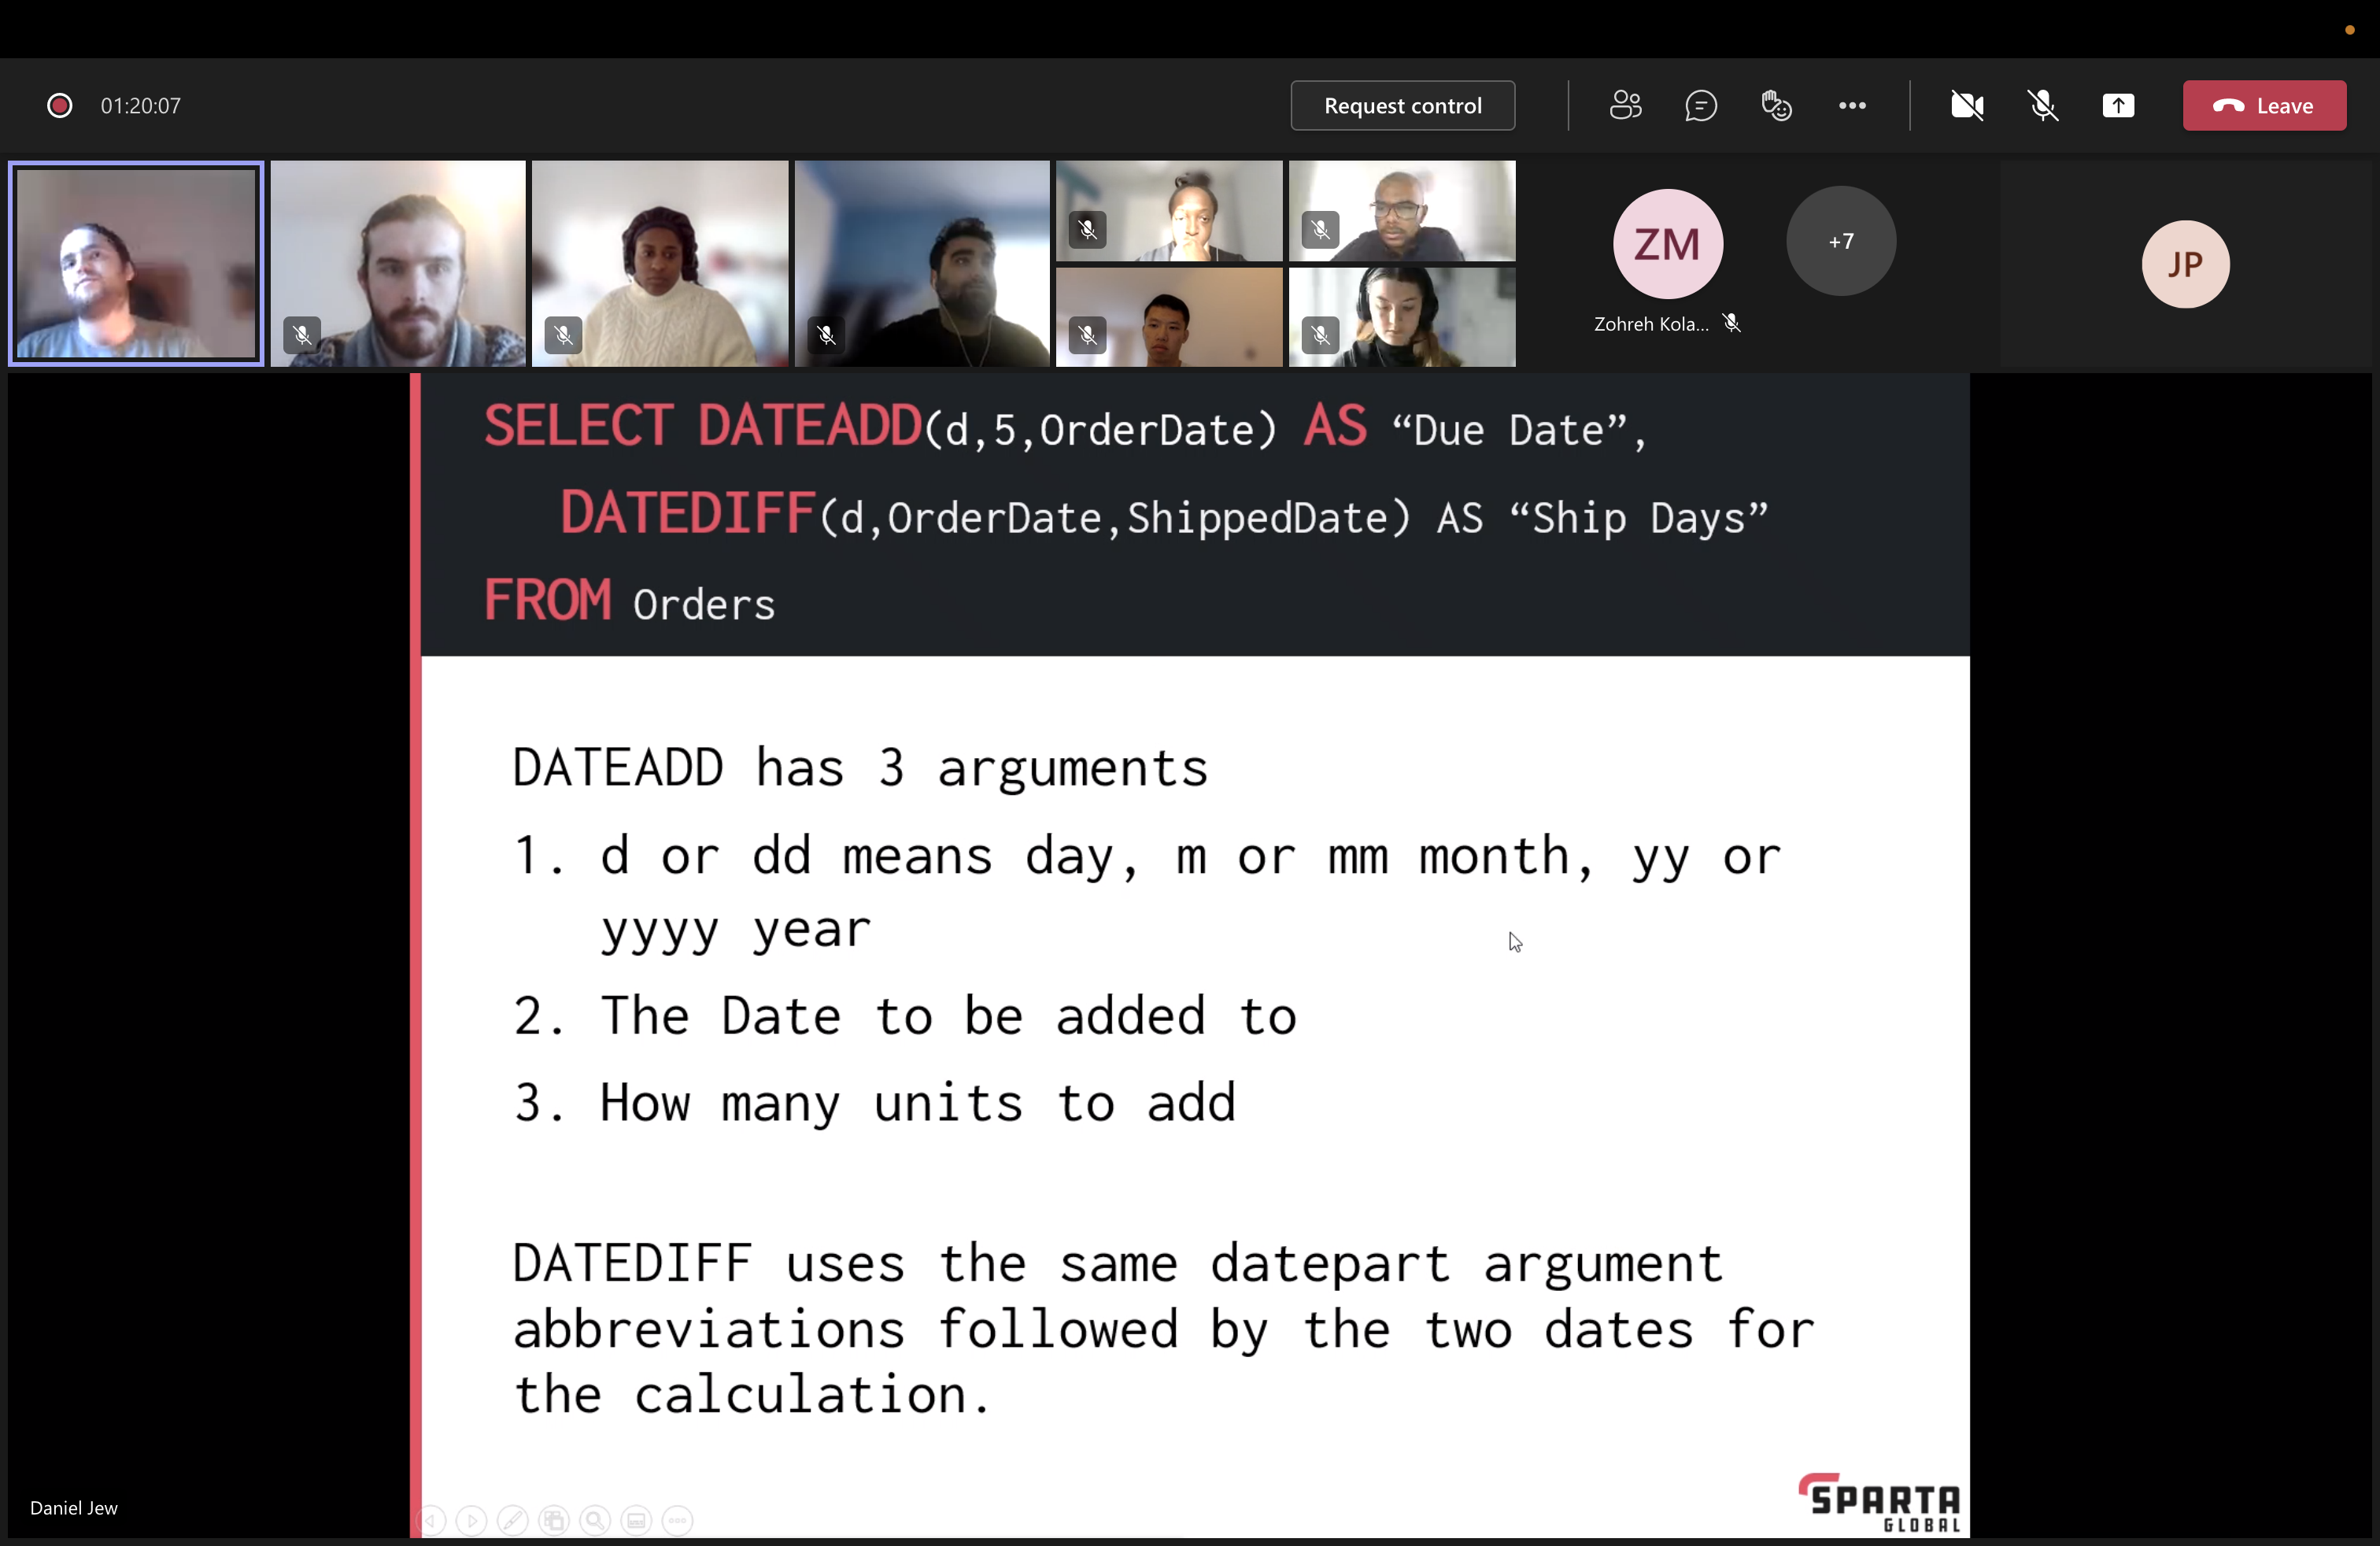 01:20:07
Request control
Leave
ZM
+7
JP
Zohreh Kola...
SELECT DATEADD(d,5,OrderDate) AS “Due Date”,
DATEDIFF(d,OrderDate,ShippedDate) AS “Ship Days”
FROM Orders
DATEADD has 3 arguments
1. d or dd means day, m or mm month, yy or
yyyy year
2. The Date to be added to
3. How many units to add
DATEDIFF uses the same datepart argument
abbreviations followed by the two dates for
the calculation.
Daniel Jew
SPARTA
GLOBAL